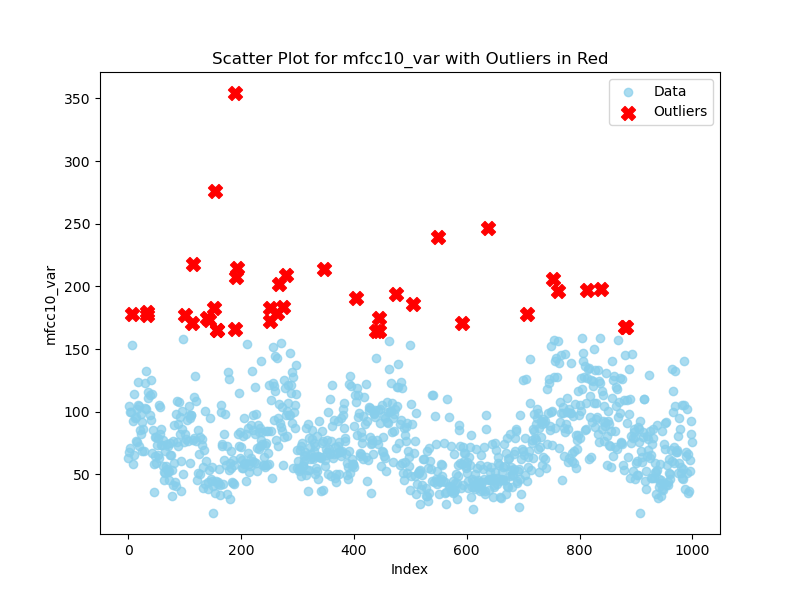 Scatter Plot for mfcc10_var with Outliers in Red
Data
Outliers
350
300
250
200
150
100
50
mfcc10_var
0
200
400
600
800
1000
Index